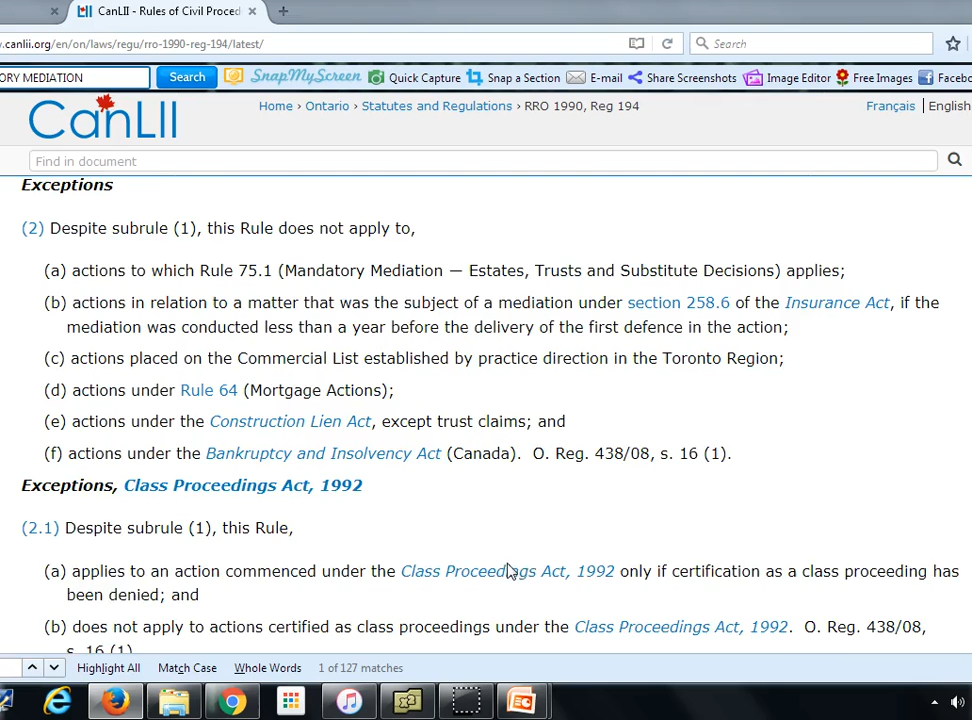 CanLII - Rules of Civil Proced
.canlii.org/en/on/laws/regu/rro-1990-reg-194/latest/
Search
ORY MEDIATION
Search
SnapMyScreen
Quick Capture
Snap a Section
E-mail
Share Screenshots
Image Editor
Free Images
Facebo
CanLII
Home › Ontario › Statutes and Regulations › RRO 1990, Reg 194
Français | English
Find in document
Exceptions
(2) Despite subrule (1), this Rule does not apply to,
(a) actions to which Rule 75.1 (Mandatory Mediation — Estates, Trusts and Substitute Decisions) applies;
(b) actions in relation to a matter that was the subject of a mediation under section 258.6 of the Insurance Act, if the
mediation was conducted less than a year before the delivery of the first defence in the action;
(c) actions placed on the Commercial List established by practice direction in the Toronto Region;
(d) actions under Rule 64 (Mortgage Actions);
(e) actions under the Construction Lien Act, except trust claims; and
(f) actions under the Bankruptcy and Insolvency Act (Canada). O. Reg. 438/08, s. 16 (1).
Exceptions, Class Proceedings Act, 1992
(2.1) Despite subrule (1), this Rule,
(a) applies to an action commenced under the Class Proceedings Act, 1992 only if certification as a class proceeding has
been denied; and
(b) does not apply to actions certified as class proceedings under the Class Proceedings Act, 1992. O. Reg. 438/08,
s. 16 (1).
Highlight All
Match Case
Whole Words
1 of 127 matches